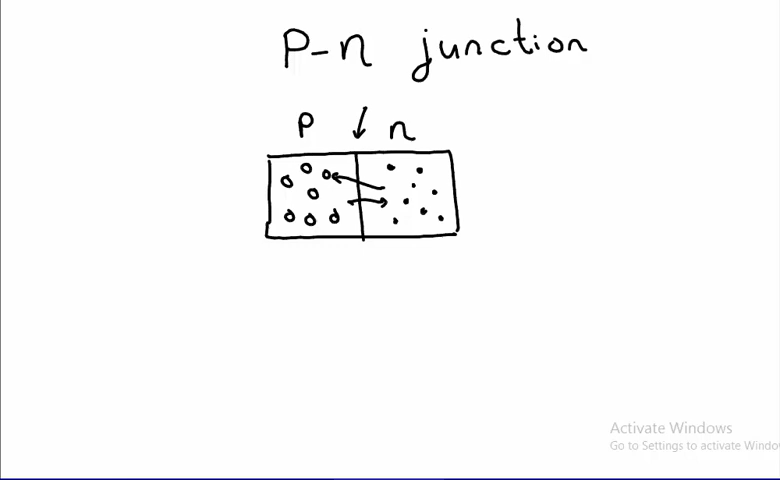 P-n junction
P n
Activate Windows
Go to Settings to activate Windo